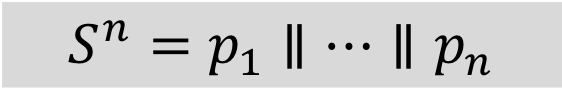 Sⁿ = p₁ ∥ ⋯ ∥ pₙ